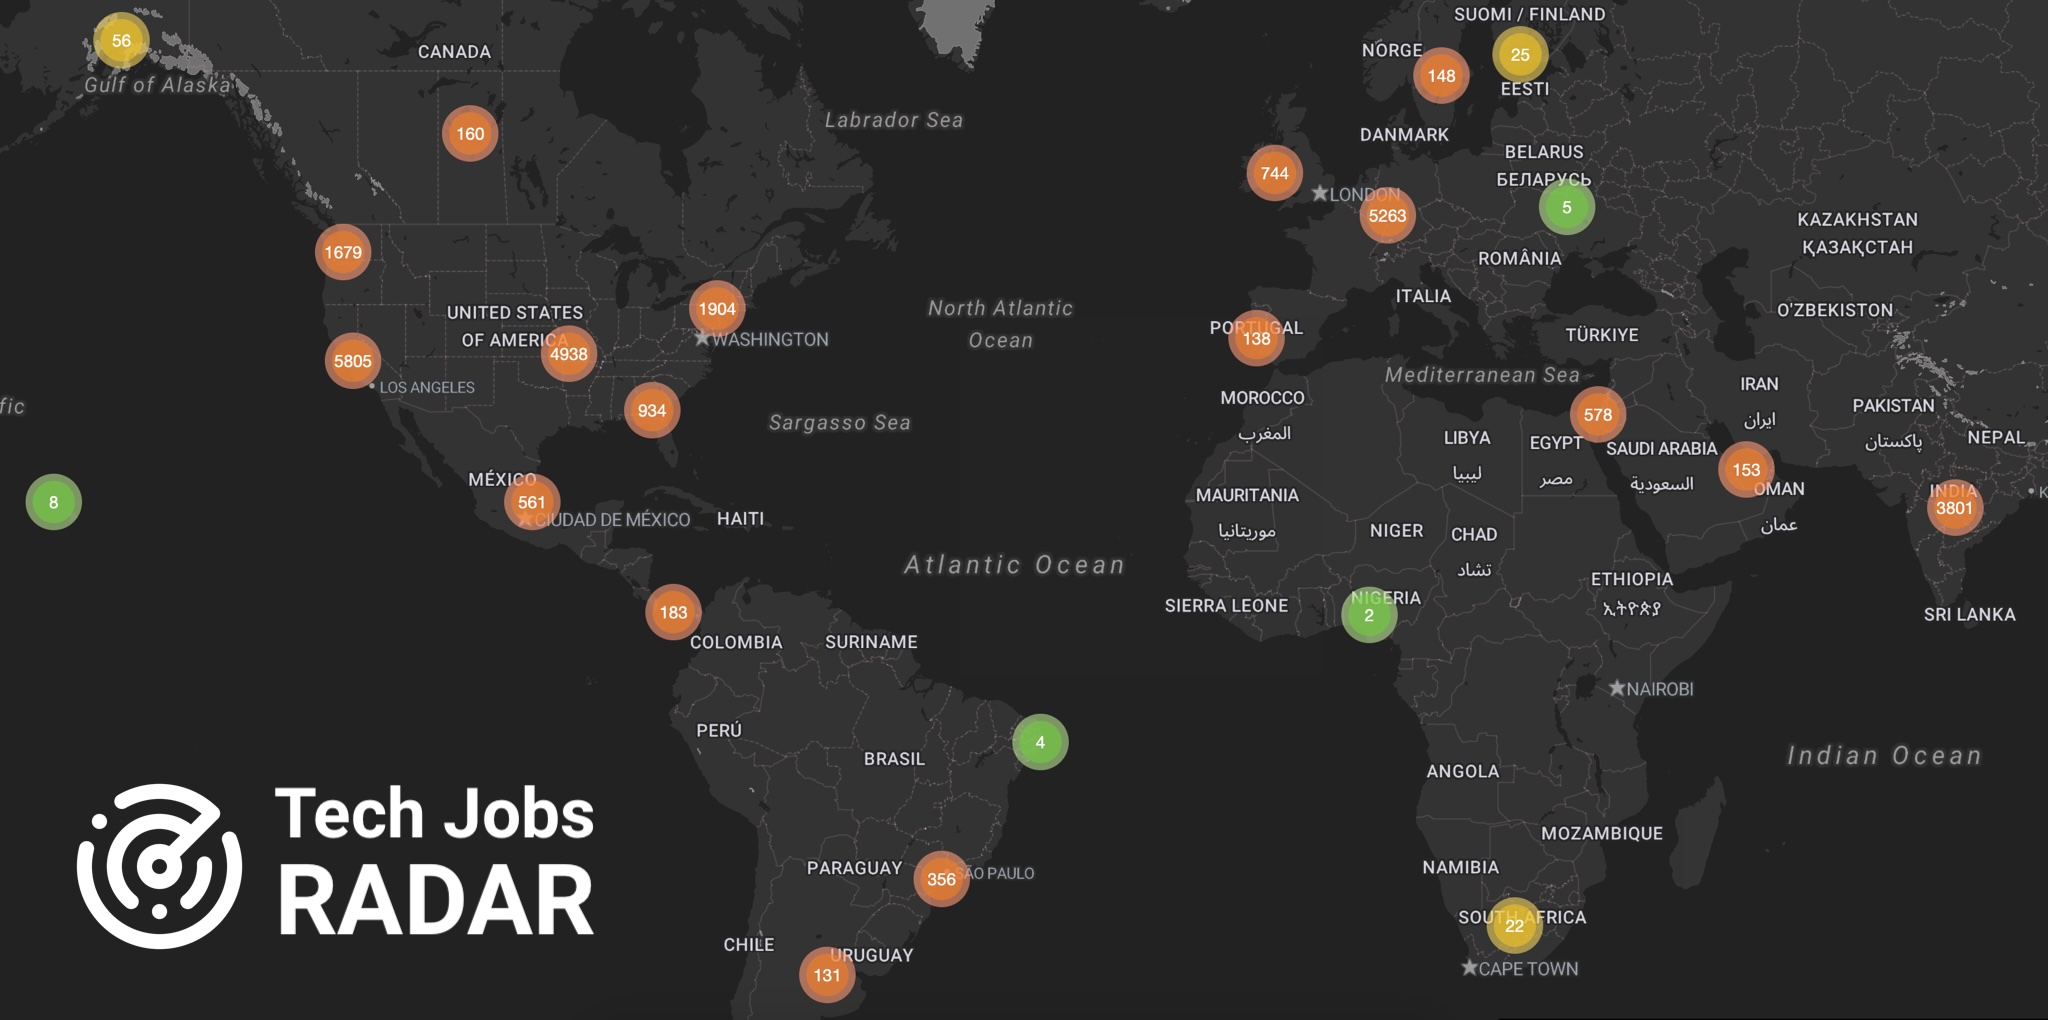 56
Gulf of Alaska
CANADA
160
Labrador Sea
1679
UNITED STATES
OF AMERICA
1904
WASHINGTON
4938
5805
LOS ANGELES
934
North Atlantic
Ocean
Sargasso Sea
fic
8
MÉXICO
561
CIUDAD DE MÉXICO
HAITI
Atlantic Ocean
183
COLOMBIA
SURINAME
PERÚ
BRASIL
4
PARAGUAY
356
SÃO PAULO
CHILE
URUGUAY
131
SUOMI / FINLAND
NORGE
148
25
EESTI
DANMARK
744
LONDON
5263
BELARUS
БЕЛАРУСЬ
5
ROMÂNIA
ITALIA
KAZAKHSTAN
ҚАЗАҚСТАН
O'ZBEKISTON
PORTUGAL
138
TÜRKIYE
Mediterranean Sea
MOROCCO
المغرب
LIBYA
ليبيا
EGYPT
مصر
578
SAUDI ARABIA
السعودية
IRAN
ایران
153
OMAN
عمان
PAKISTAN
پاکستان
NEPAL
INDIA
3801
K
SRI LANKA
MAURITANIA
موريتانيا
NIGER
CHAD
تشاد
SIERRA LEONE
NIGERIA
2
ETHIOPIA
ኢትዮጵያ
NAIROBI
Indian Ocean
ANGOLA
MOZAMBIQUE
NAMIBIA
SOUTH AFRICA
22
CAPE TOWN
Tech Jobs
RADAR